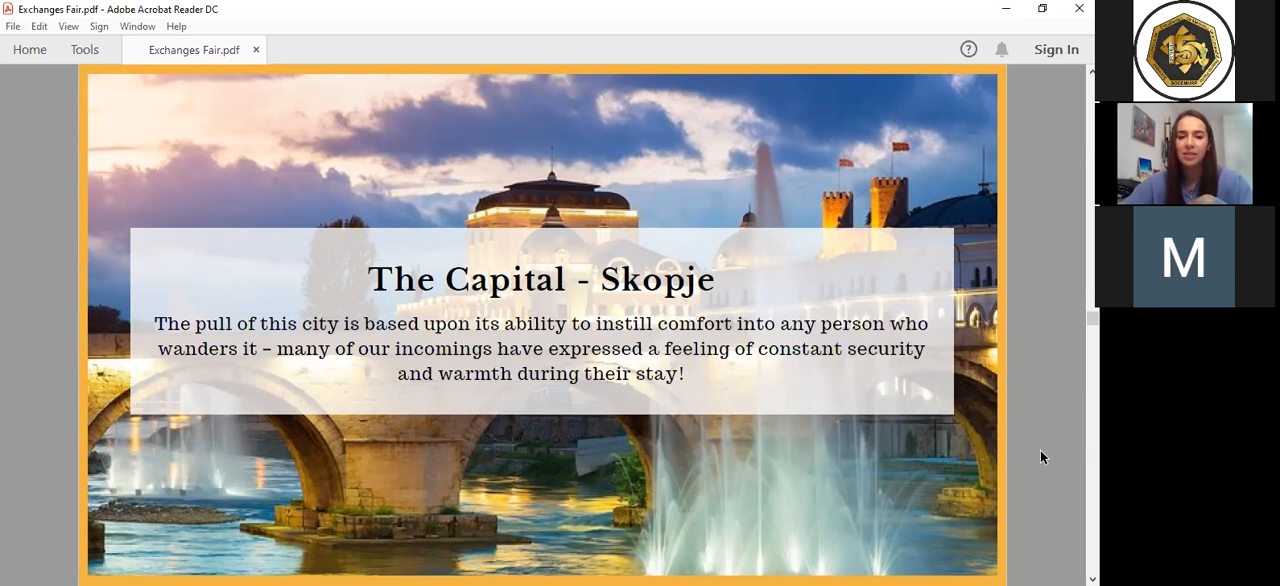 Exchanges Fair.pdf - Adobe Acrobat Reader DC
File Edit View Sign Window Help
Home Tools Exchanges Fair.pdf × Sign In
The Capital - Skopje
The pull of this city is based upon its ability to instill comfort into any person who
wanders it – many of our incomings have expressed a feeling of constant security
and warmth during their stay!
15
M